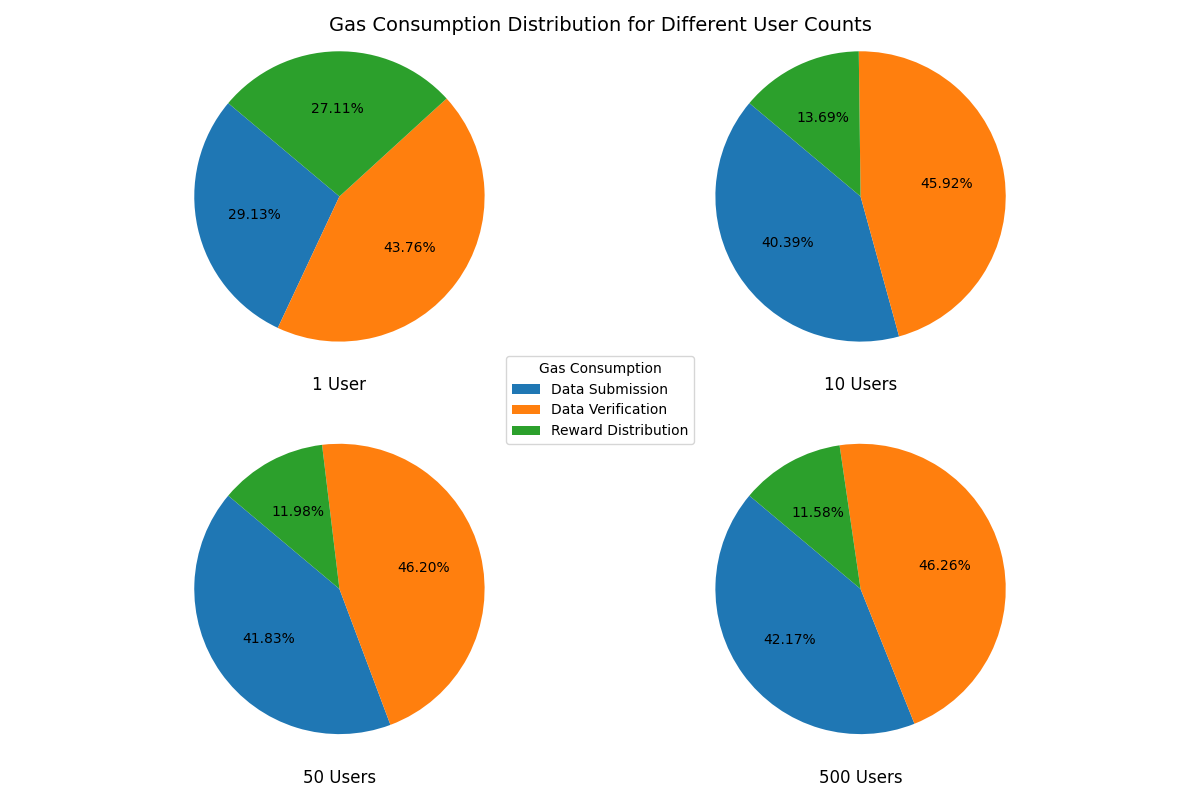 Gas Consumption Distribution for Different User Counts
27.11%
29.13%
43.76%
1 User
13.69%
45.92%
40.39%
10 Users
Gas Consumption
Data Submission
Data Verification
Reward Distribution
11.98%
46.20%
41.83%
50 Users
11.58%
46.26%
42.17%
500 Users